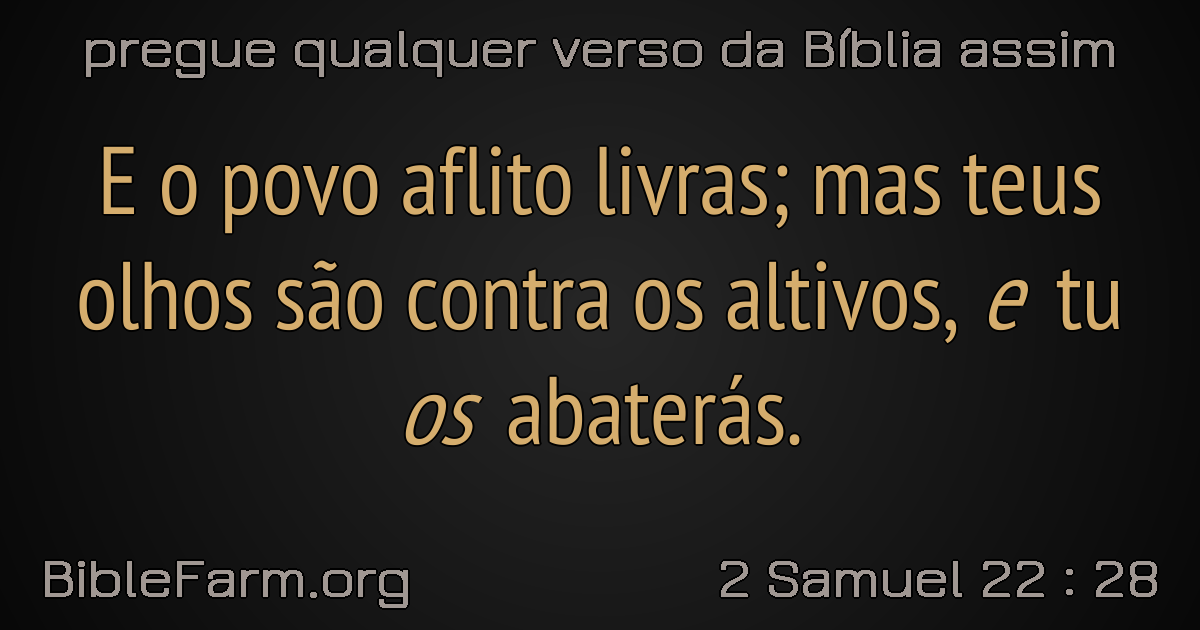 pregue qualquer verso da Bíblia assim
E o povo aflito livras; mas teus
olhos são contra os altivos, e tu
os abaterás.
BibleFarm.org
2 Samuel 22 : 28